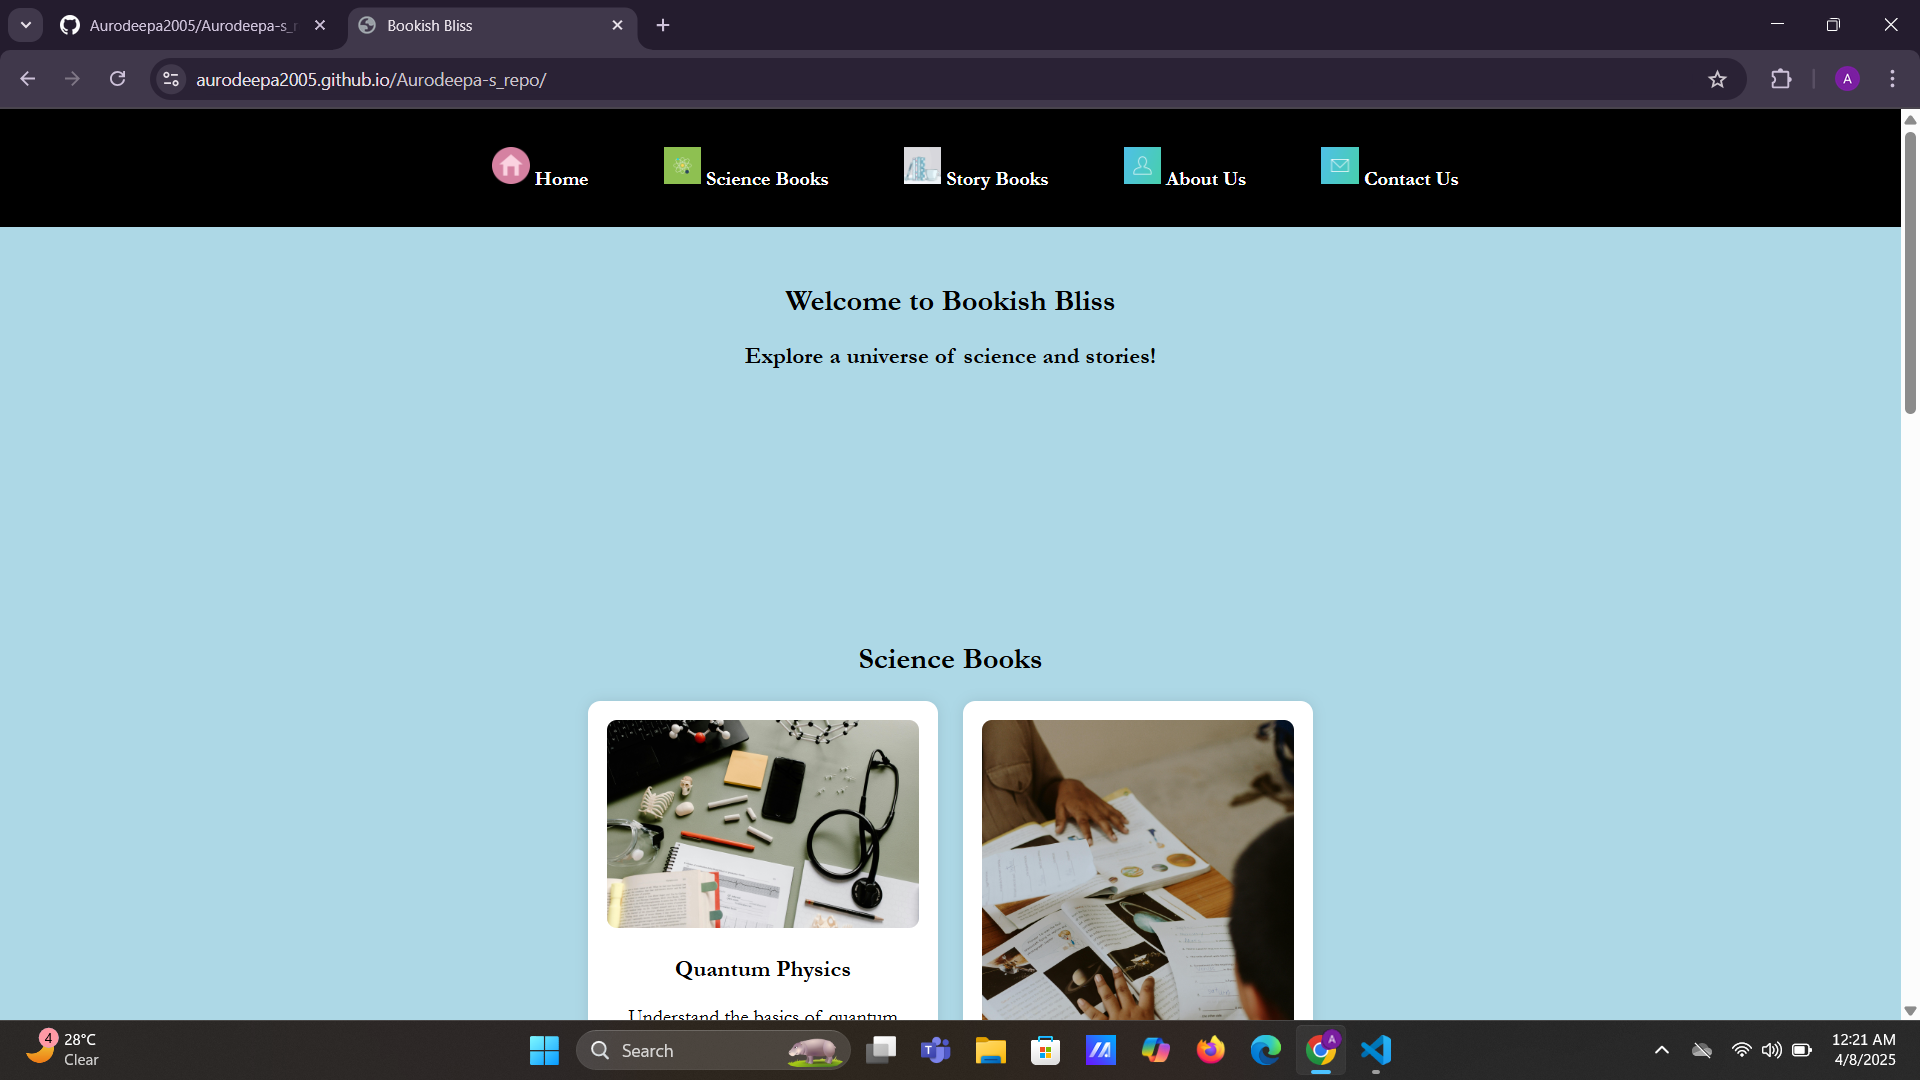 Aurodeepa2005/Aurodeepa-s_r
Bookish Bliss
aurodeepa2005.github.io/Aurodeepa-s_repo/
A
Home
Science Books
Story Books
About Us
Contact Us
Welcome to Bookish Bliss
Explore a universe of science and stories!
Science Books
Quantum Physics
Understand the basics of quantum
4
28°C
Clear
Search
T
A
12:21 AM
4/8/2025